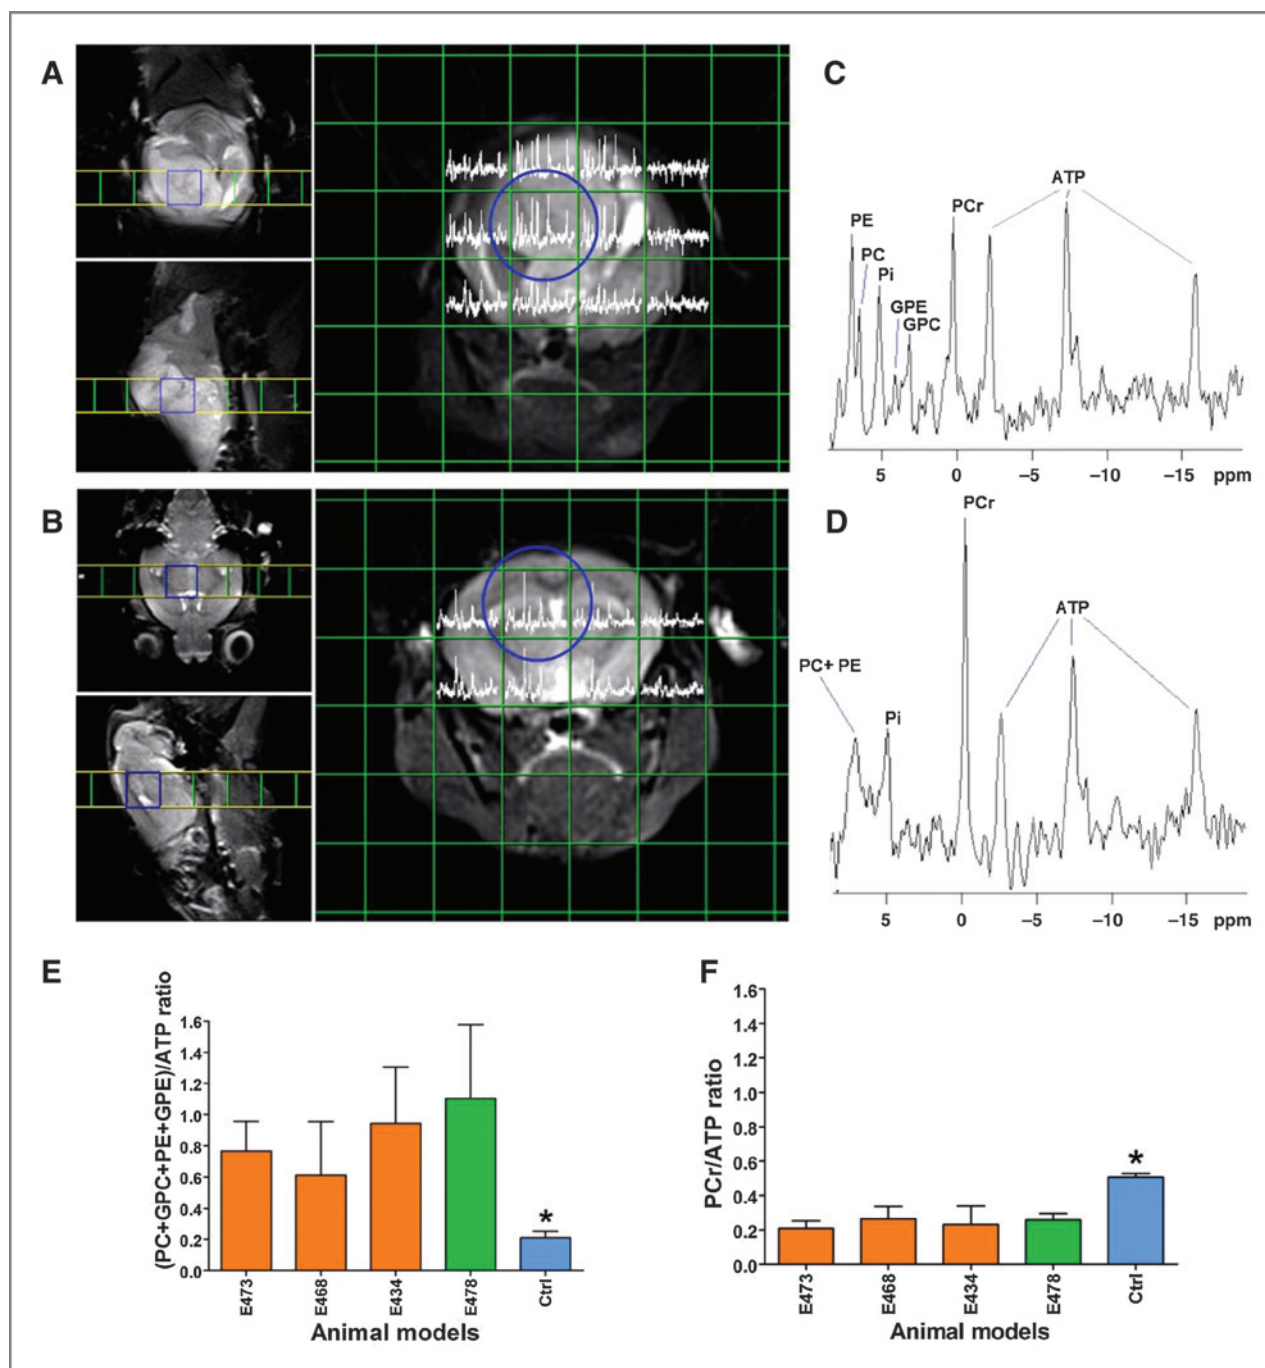 A
B
C
PE
PC
Pi
GPE
GPC
PCr
ATP
5 0 −5 −10 −15 ppm
D
PCr
PC+ PE
Pi
ATP
5 0 −5 −10 −15 ppm
E
(PC+GPC+PE+GPE)/ATP ratio
1.6
1.4
1.2
1.0
0.8
0.6
0.4
0.2
0.0
*
E473 E468 E434 E478 Ctrl
Animal models
F
PCr/ATP ratio
1.6
1.4
1.2
1.0
0.8
0.6
0.4
0.2
0.0
*
E473 E468 E434 E478 Ctrl
Animal models